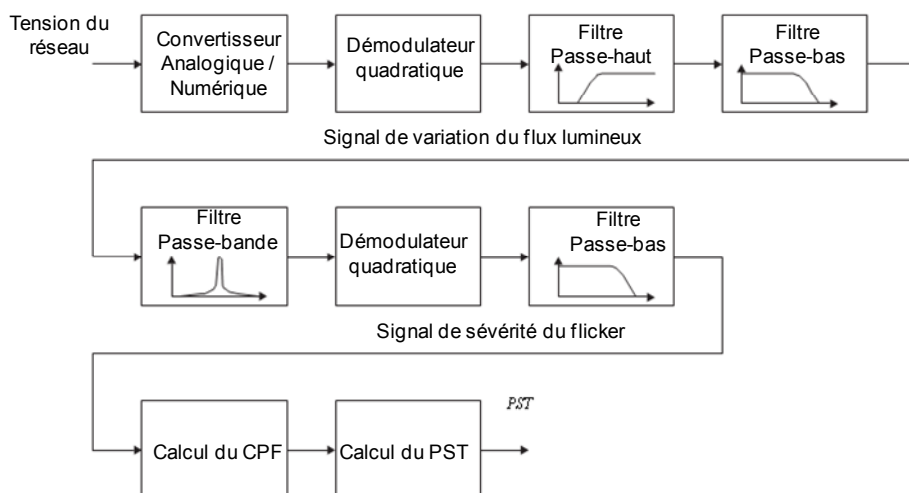 Tension du
réseau
Convertisseur
Analogique /
Numérique
Démodulateur
quadratique
Filtre
Passe-haut
Filtre
Passe-bas
Signal de variation du flux lumineux
Filtre
Passe-bande
Démodulateur
quadratique
Filtre
Passe-bas
Signal de sévérité du flicker
Calcul du CPF
Calcul du PST
PST